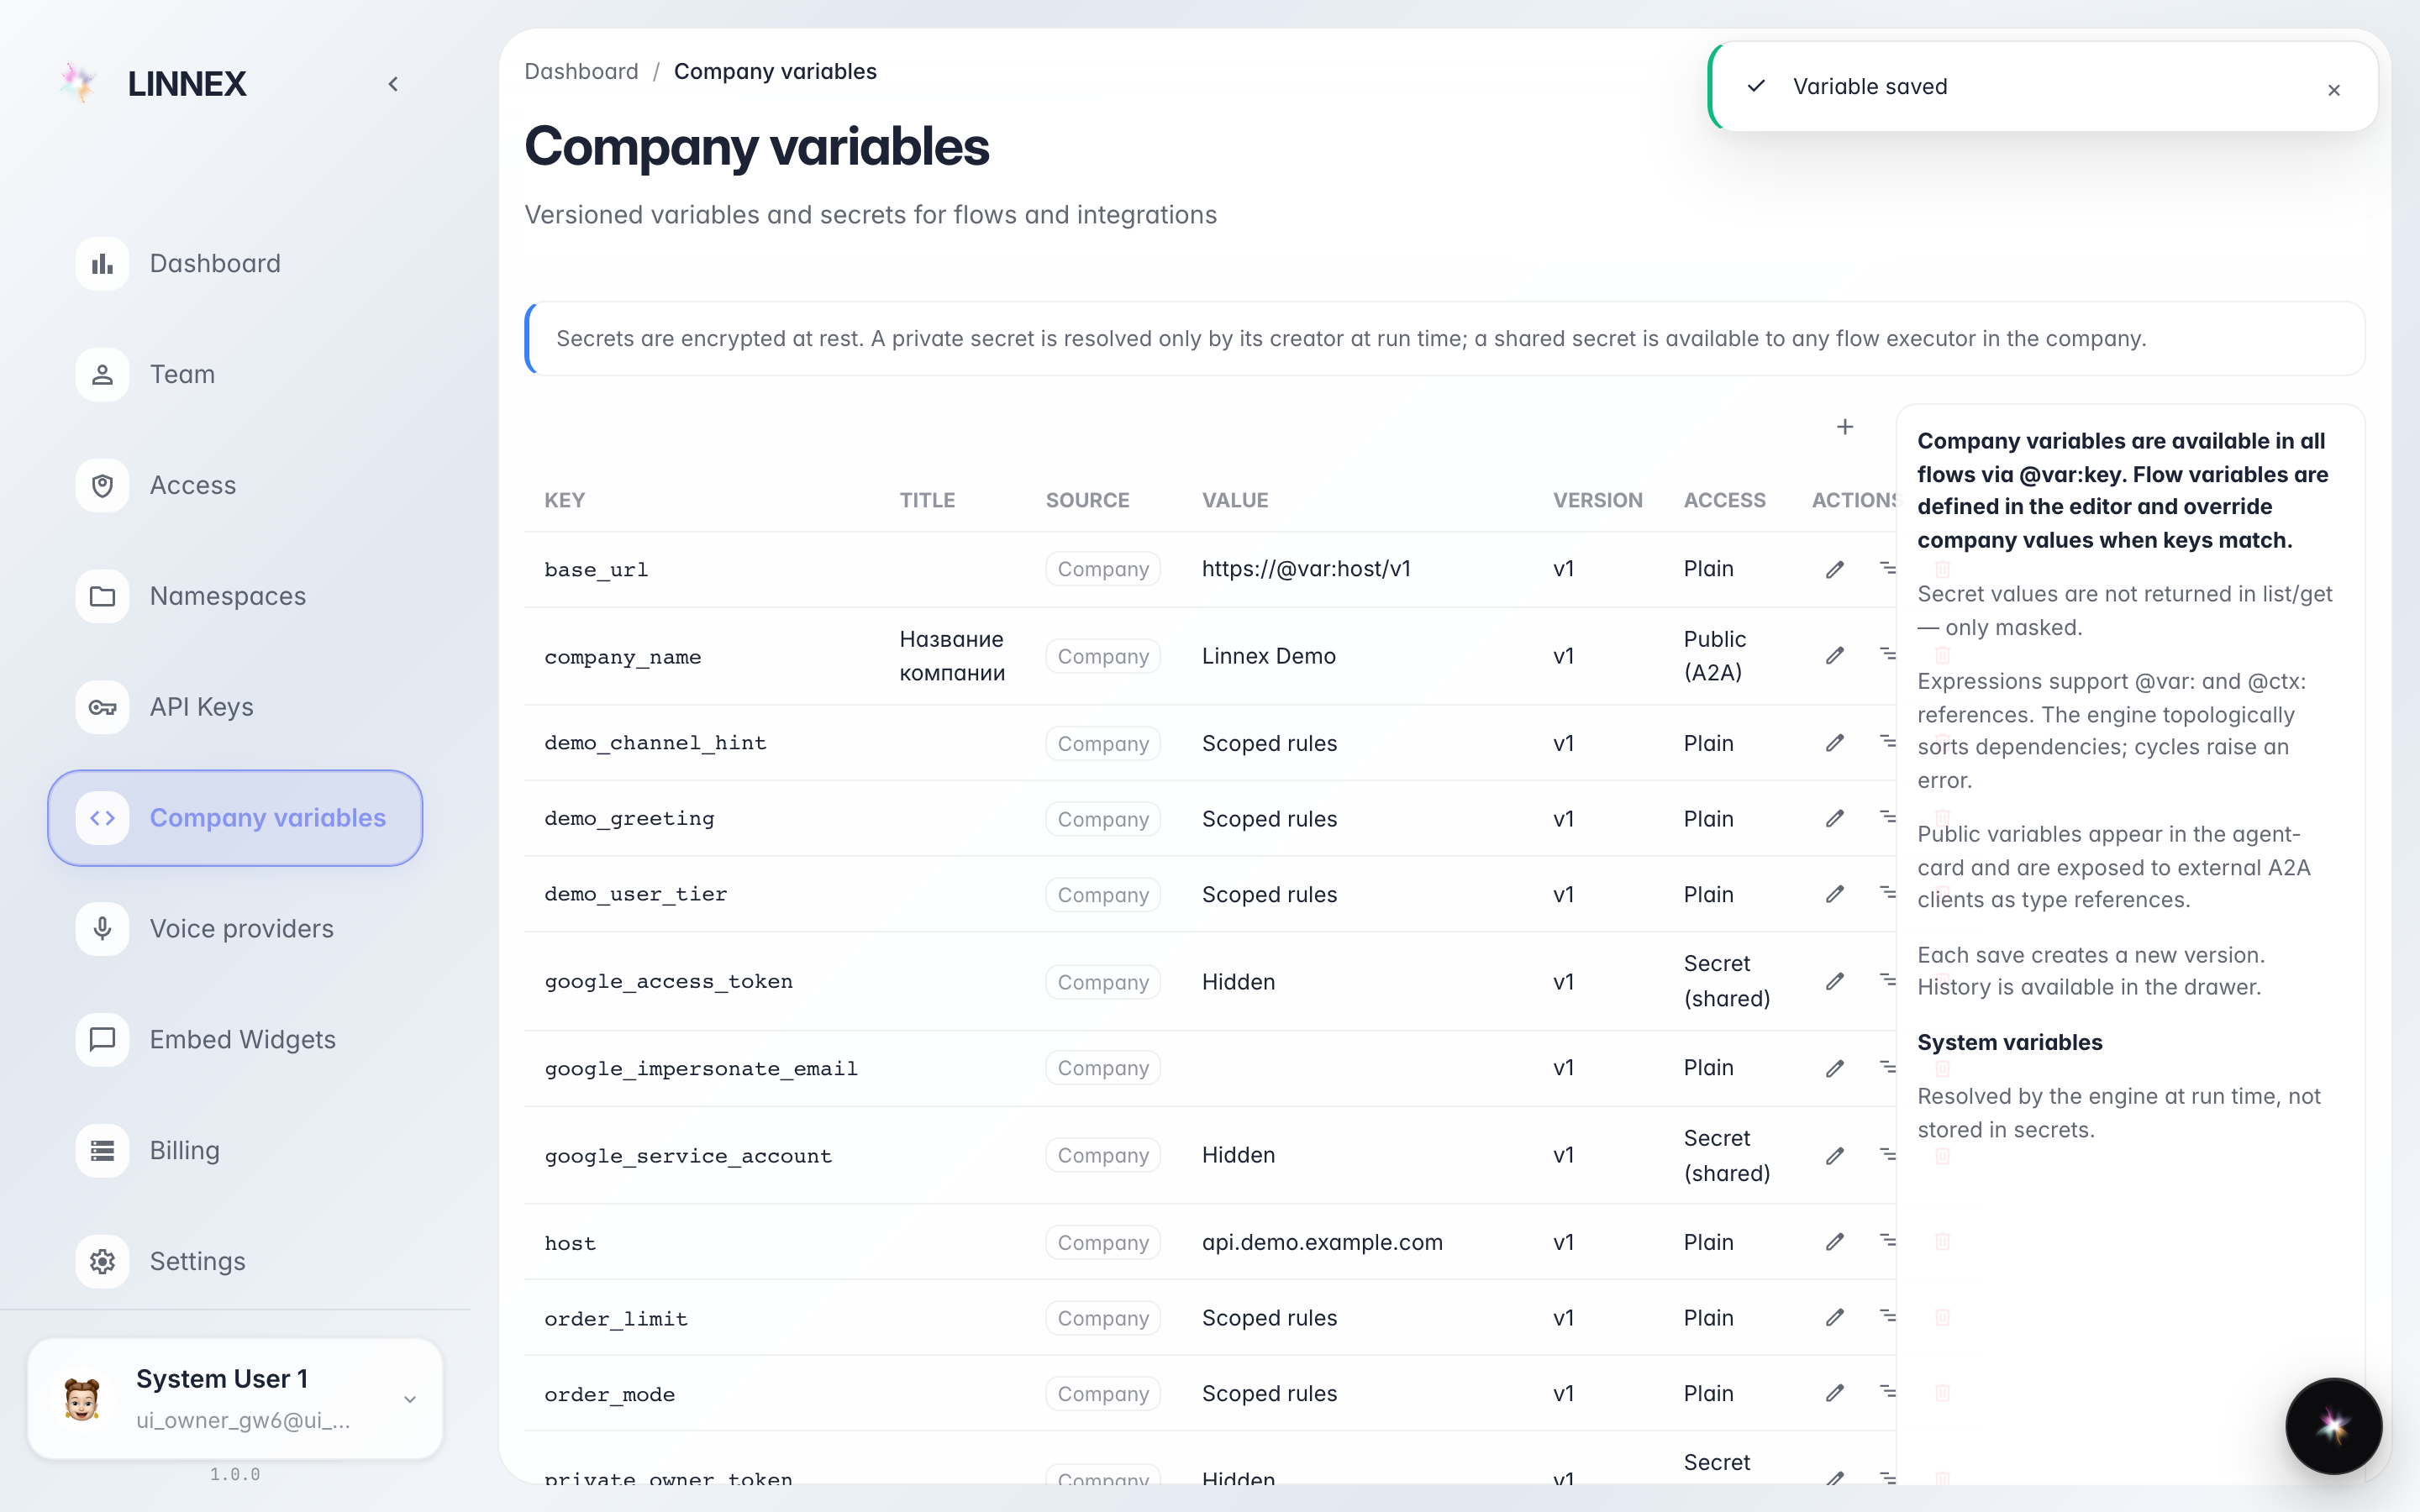 LINNEX
Dashboard
Team
Access
Namespaces
API Keys
Company variables
Voice providers
Embed Widgets
Billing
Settings
System User 1
ui_owner_gw6@ui_...
1.0.0
Dashboard / Company variables
Variable saved
Company variables
Versioned variables and secrets for flows and integrations
Secrets are encrypted at rest. A private secret is resolved only by its creator at run time; a shared secret is available to any flow executor in the company.
KEY TITLE SOURCE VALUE VERSION ACCESS ACTIONS
base_url Company https://@var:host/v1 v1 Plain
company_name Название компании Company Linnex Demo v1 Public (A2A)
demo_channel_hint Company Scoped rules v1 Plain
demo_greeting Company Scoped rules v1 Plain
demo_user_tier Company Scoped rules v1 Plain
google_access_token Company Hidden v1 Secret (shared)
google_impersonate_email Company v1 Plain
google_service_account Company Hidden v1 Secret (shared)
host Company api.demo.example.com v1 Plain
order_limit Company Scoped rules v1 Plain
order_mode Company Scoped rules v1 Plain
private_owner_token Company Hidden v1 Secret
Company variables are available in all
flows via @var:key. Flow variables are
defined in the editor and override
company values when keys match.
Secret values are not returned in list/get
— only masked.
Expressions support @var: and @ctx:
references. The engine topologically
sorts dependencies; cycles raise an
error.
Public variables appear in the agent-
card and are exposed to external A2A
clients as type references.
Each save creates a new version.
History is available in the drawer.
System variables
Resolved by the engine at run time, not
stored in secrets.